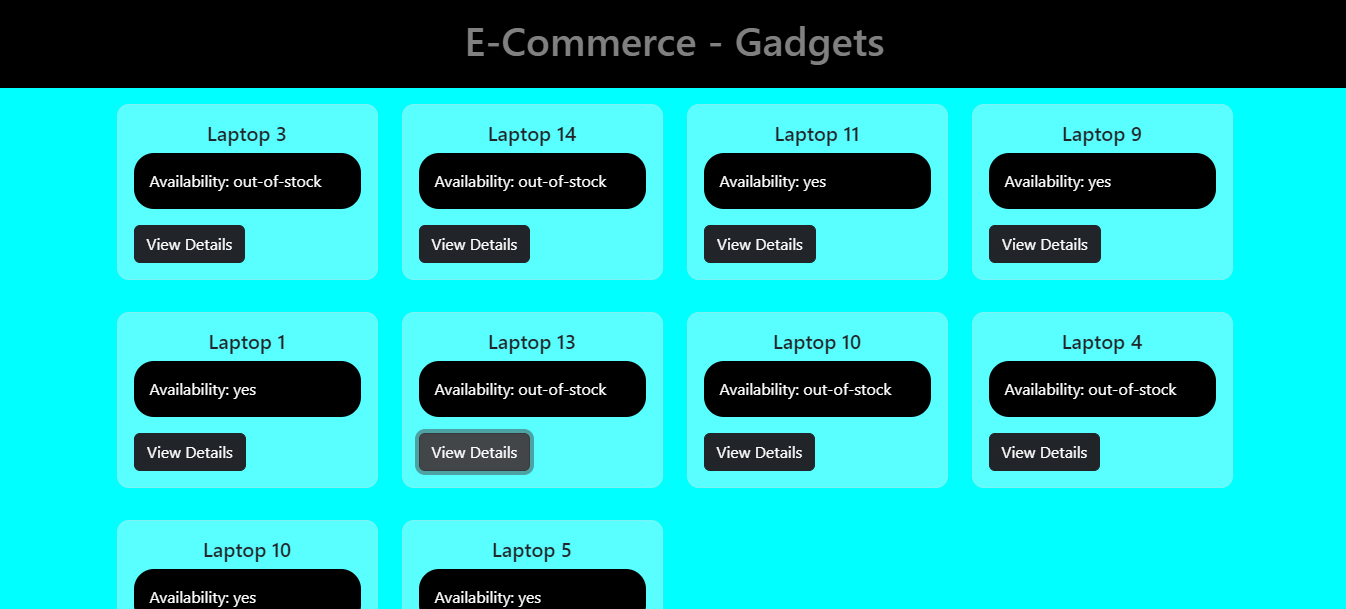 E-Commerce - Gadgets
Laptop 3
Availability: out-of-stock
View Details
Laptop 14
Availability: out-of-stock
View Details
Laptop 11
Availability: yes
View Details
Laptop 9
Availability: yes
View Details
Laptop 1
Availability: yes
View Details
Laptop 13
Availability: out-of-stock
View Details
Laptop 10
Availability: out-of-stock
View Details
Laptop 4
Availability: out-of-stock
View Details
Laptop 10
Availability: yes
Laptop 5
Availability: yes